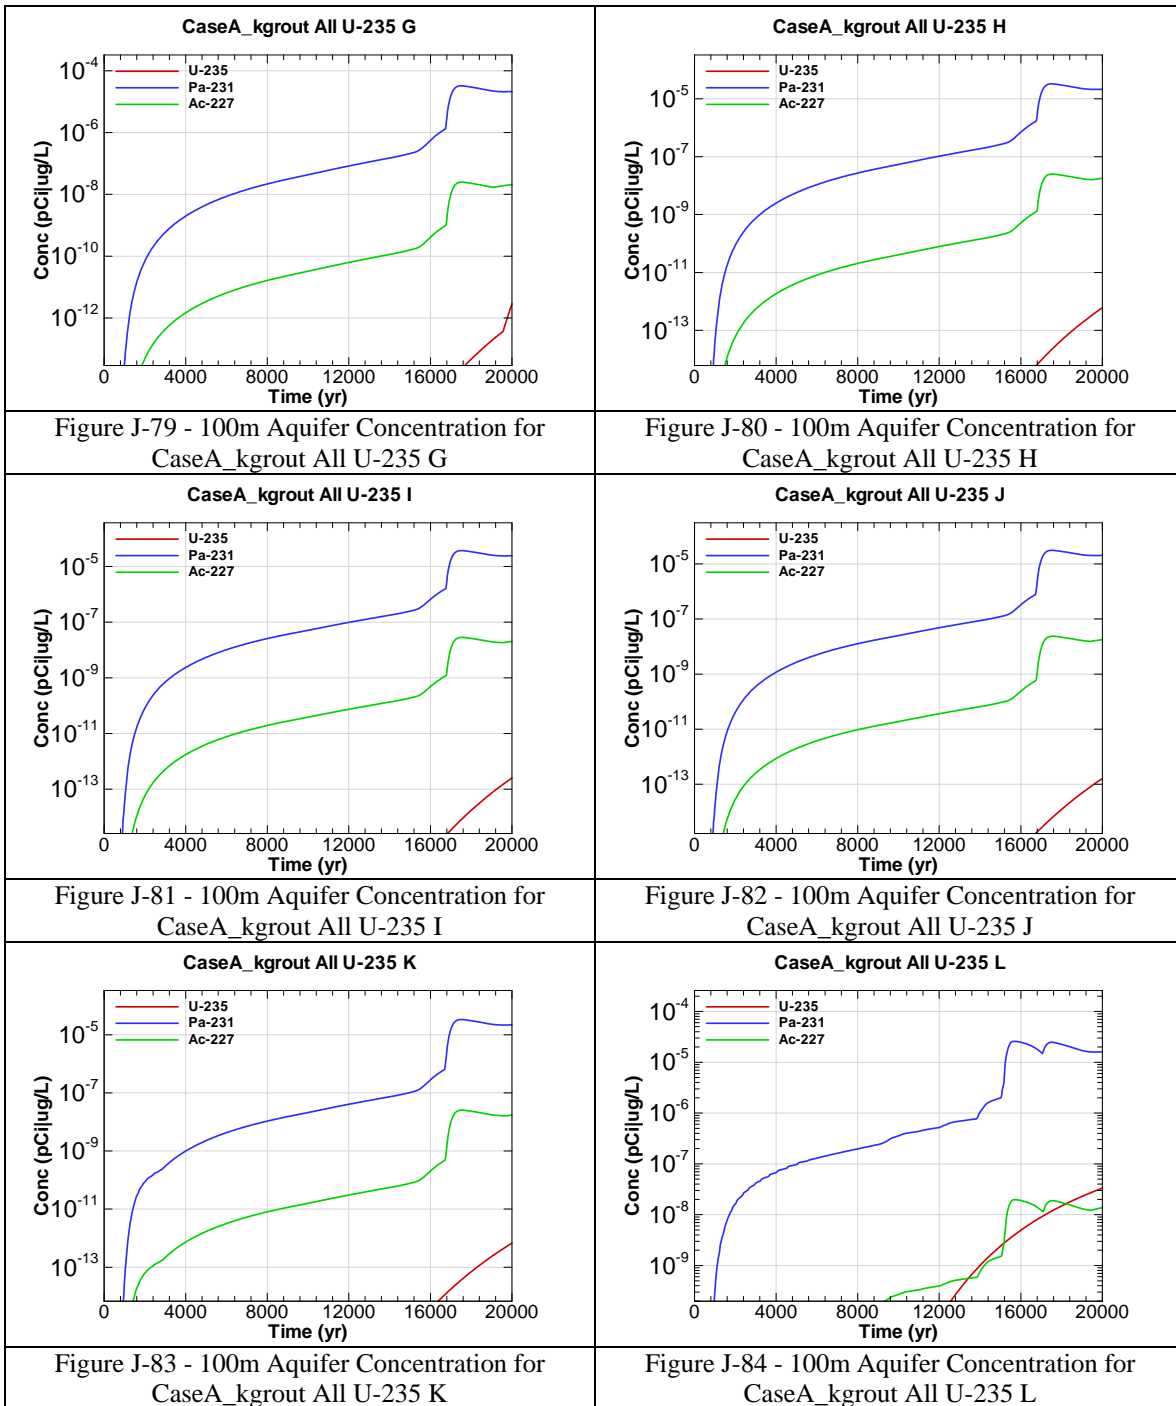 CaseA_kgrout All U-235 G
U-235
Pa-231
Ac-227
Conc (pCi|ug/L)
10⁻⁴
10⁻⁶
10⁻⁸
10⁻¹⁰
10⁻¹²
0 4000 8000 12000 16000 20000
Time (yr)
Figure J-79 - 100m Aquifer Concentration for
CaseA_kgrout All U-235 G
CaseA_kgrout All U-235 H
U-235
Pa-231
Ac-227
Conc (pCi|ug/L)
10⁻⁵
10⁻⁷
10⁻⁹
10⁻¹¹
10⁻¹³
0 4000 8000 12000 16000 20000
Time (yr)
Figure J-80 - 100m Aquifer Concentration for
CaseA_kgrout All U-235 H
CaseA_kgrout All U-235 I
U-235
Pa-231
Ac-227
Conc (pCi|ug/L)
10⁻⁵
10⁻⁷
10⁻⁹
10⁻¹¹
10⁻¹³
0 4000 8000 12000 16000 20000
Time (yr)
Figure J-81 - 100m Aquifer Concentration for
CaseA_kgrout All U-235 I
CaseA_kgrout All U-235 J
U-235
Pa-231
Ac-227
Conc (pCi|ug/L)
10⁻⁵
10⁻⁷
10⁻⁹
10⁻¹¹
10⁻¹³
0 4000 8000 12000 16000 20000
Time (yr)
Figure J-82 - 100m Aquifer Concentration for
CaseA_kgrout All U-235 J
CaseA_kgrout All U-235 K
U-235
Pa-231
Ac-227
Conc (pCi|ug/L)
10⁻⁵
10⁻⁷
10⁻⁹
10⁻¹¹
10⁻¹³
0 4000 8000 12000 16000 20000
Time (yr)
Figure J-83 - 100m Aquifer Concentration for
CaseA_kgrout All U-235 K
CaseA_kgrout All U-235 L
U-235
Pa-231
Ac-227
Conc (pCi|ug/L)
10⁻⁴
10⁻⁵
10⁻⁶
10⁻⁷
10⁻⁸
10⁻⁹
0 4000 8000 12000 16000 20000
Time (yr)
Figure J-84 - 100m Aquifer Concentration for
CaseA_kgrout All U-235 L